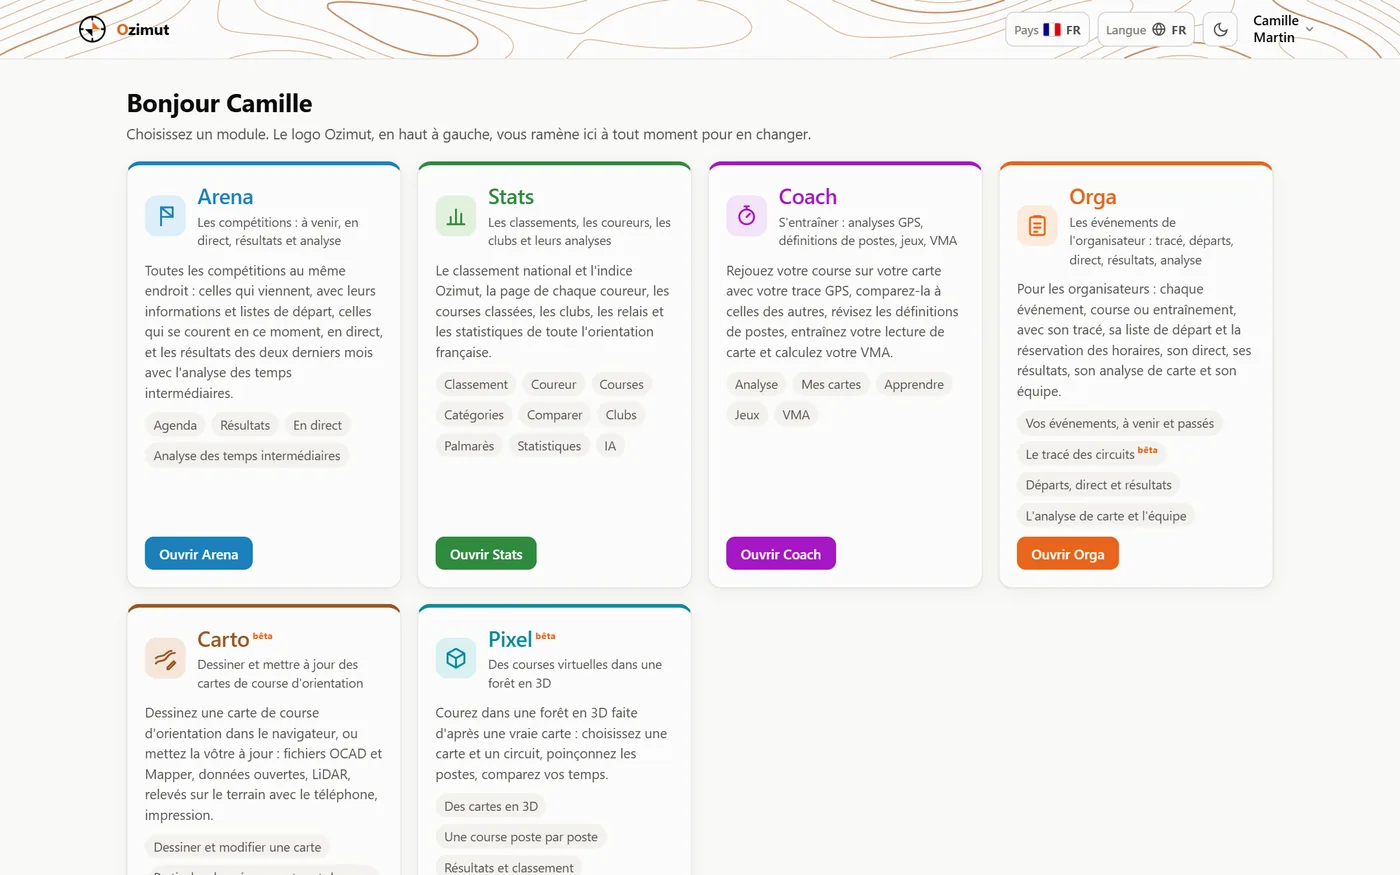 Ozimut
Pays FR
Langue FR
Camille
Martin
Bonjour Camille
Choisissez un module. Le logo Ozimut, en haut à gauche, vous ramène ici à tout moment pour en changer.
Arena
Les compétitions : à venir, en
direct, résultats et analyse
Toutes les compétitions au même
endroit : celles qui viennent, avec leurs
informations et listes de départ, celles
qui se courent en ce moment, en direct,
et les résultats des deux derniers mois
avec l'analyse des temps
intermédiaires.
Agenda
Résultats
En direct
Analyse des temps intermédiaires
Ouvrir Arena
Stats
Les classements, les coureurs, les
clubs et leurs analyses
Le classement national et l'indice
Ozimut, la page de chaque coureur, les
courses classées, les clubs, les relais et
les statistiques de toute l'orientation
française.
Classement
Coureur
Courses
Catégories
Comparer
Clubs
Palmarès
Statistiques
IA
Ouvrir Stats
Coach
S'entraîner : analyses GPS,
définitions de postes, jeux, VMA
Rejouez votre course sur votre carte
avec votre trace GPS, comparez-la à
celles des autres, révisez les définitions
de postes, entraînez votre lecture de
carte et calculez votre VMA.
Analyse
Mes cartes
Apprendre
Jeux
VMA
Ouvrir Coach
Orga
Les événements de
l'organisateur : tracé, départs,
direct, résultats, analyse
Pour les organisateurs : chaque
événement, course ou entraînement,
avec son tracé, sa liste de départ et la
réservation des horaires, son direct, ses
résultats, son analyse de carte et son
équipe.
Vos événements, à venir et passés
Le tracé des circuits bêta
Départs, direct et résultats
L'analyse de carte et l'équipe
Ouvrir Orga
Carto bêta
Dessiner et mettre à jour des
cartes de course d'orientation
Dessinez une carte de course
d'orientation dans le navigateur, ou
mettez la vôtre à jour : fichiers OCAD et
Mapper, données ouvertes, LiDAR,
relevés sur le terrain avec le téléphone,
impression.
Dessiner et modifier une carte
Pixel bêta
Des courses virtuelles dans une
forêt en 3D
Courez dans une forêt en 3D faite
d'après une vraie carte : choisissez une
carte et un circuit, poinçonnez les
postes, comparez vos temps.
Des cartes en 3D
Une course poste par poste
Résultats et classement